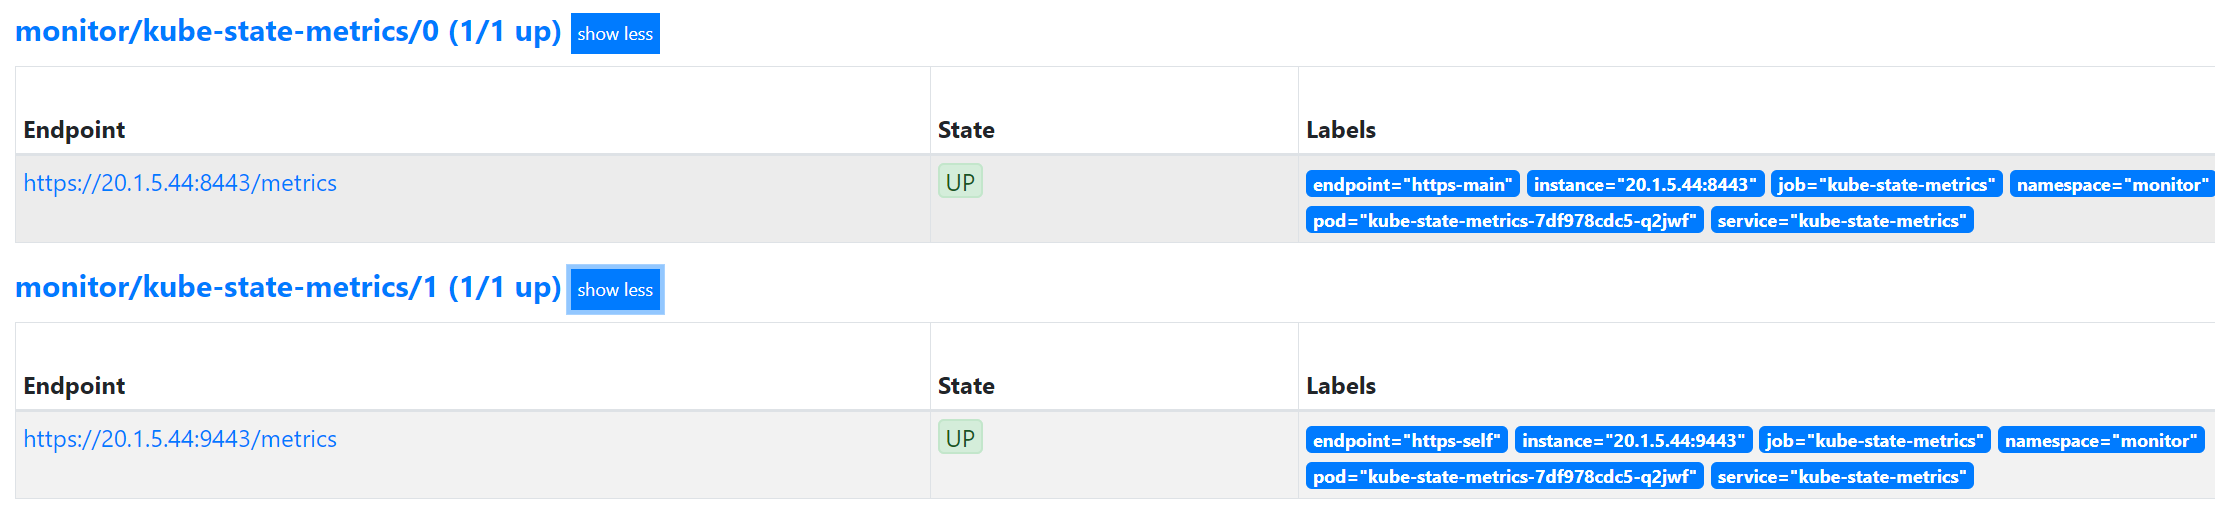 monitor/kube-state-metrics/0 (1/1 up) show less
Endpoint State Labels
https://20.1.5.44:8443/metrics UP endpoint="https-main" instance="20.1.5.44:8443" job="kube-state-metrics" namespace="monitor"
pod="kube-state-metrics-7df978cdc5-q2jwf" service="kube-state-metrics"
monitor/kube-state-metrics/1 (1/1 up) show less
Endpoint State Labels
https://20.1.5.44:9443/metrics UP endpoint="https-self" instance="20.1.5.44:9443" job="kube-state-metrics" namespace="monitor"
pod="kube-state-metrics-7df978cdc5-q2jwf" service="kube-state-metrics"